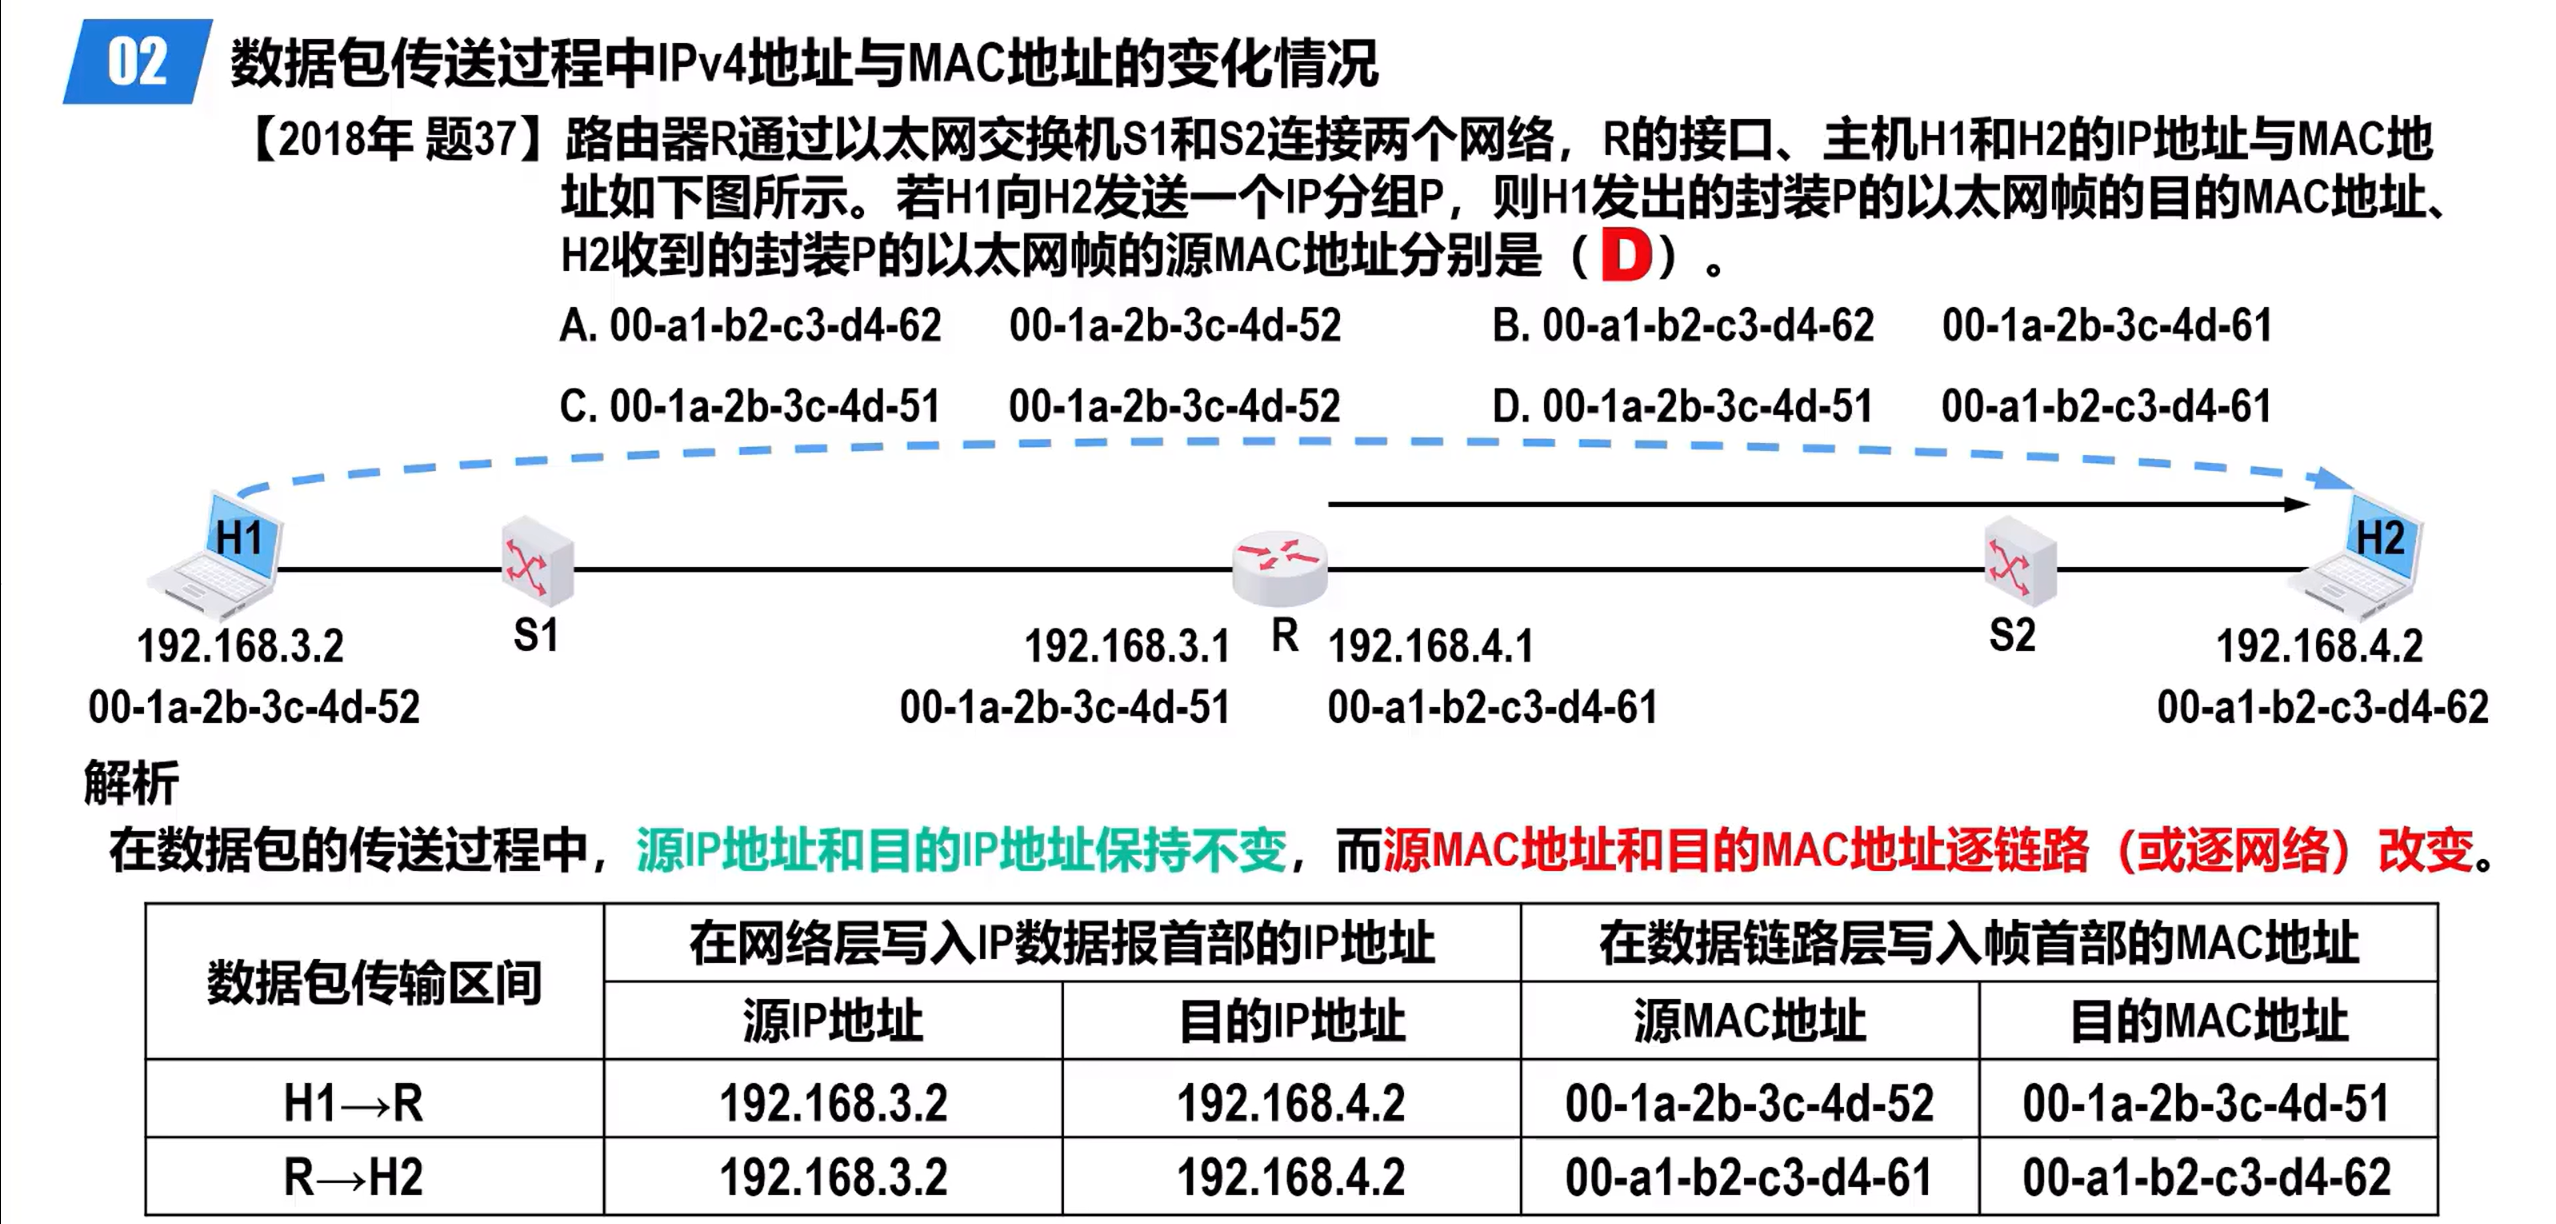 02 数据包传送过程中IPv4地址与MAC地址的变化情况
【2018年 题37】路由器R通过以太网交换机S1和S2连接两个网络，R的接口、主机H1和H2的IP地址与MAC地
址如下图所示。若H1向H2发送一个IP分组P，则H1发出的封装P的以太网帧的目的MAC地址、
H2收到的封装P的以太网帧的源MAC地址分别是（D）。
A. 00-a1-b2-c3-d4-62 00-1a-2b-3c-4d-52 B. 00-a1-b2-c3-d4-62 00-1a-2b-3c-4d-61
C. 00-1a-2b-3c-4d-51 00-1a-2b-3c-4d-52 D. 00-1a-2b-3c-4d-51 00-a1-b2-c3-d4-61
H1 H2
S1 R S2
192.168.3.2 192.168.3.1 192.168.4.1 192.168.4.2
00-1a-2b-3c-4d-52 00-1a-2b-3c-4d-51 00-a1-b2-c3-d4-61 00-a1-b2-c3-d4-62
解析
在数据包的传送过程中，源IP地址和目的IP地址保持不变，而源MAC地址和目的MAC地址逐链路（或逐网络）改变。
数据包传输区间 在网络层写入IP数据报首部的IP地址 在数据链路层写入帧首部的MAC地址
源IP地址 目的IP地址 源MAC地址 目的MAC地址
H1→R 192.168.3.2 192.168.4.2 00-1a-2b-3c-4d-52 00-1a-2b-3c-4d-51
R→H2 192.168.3.2 192.168.4.2 00-a1-b2-c3-d4-61 00-a1-b2-c3-d4-62